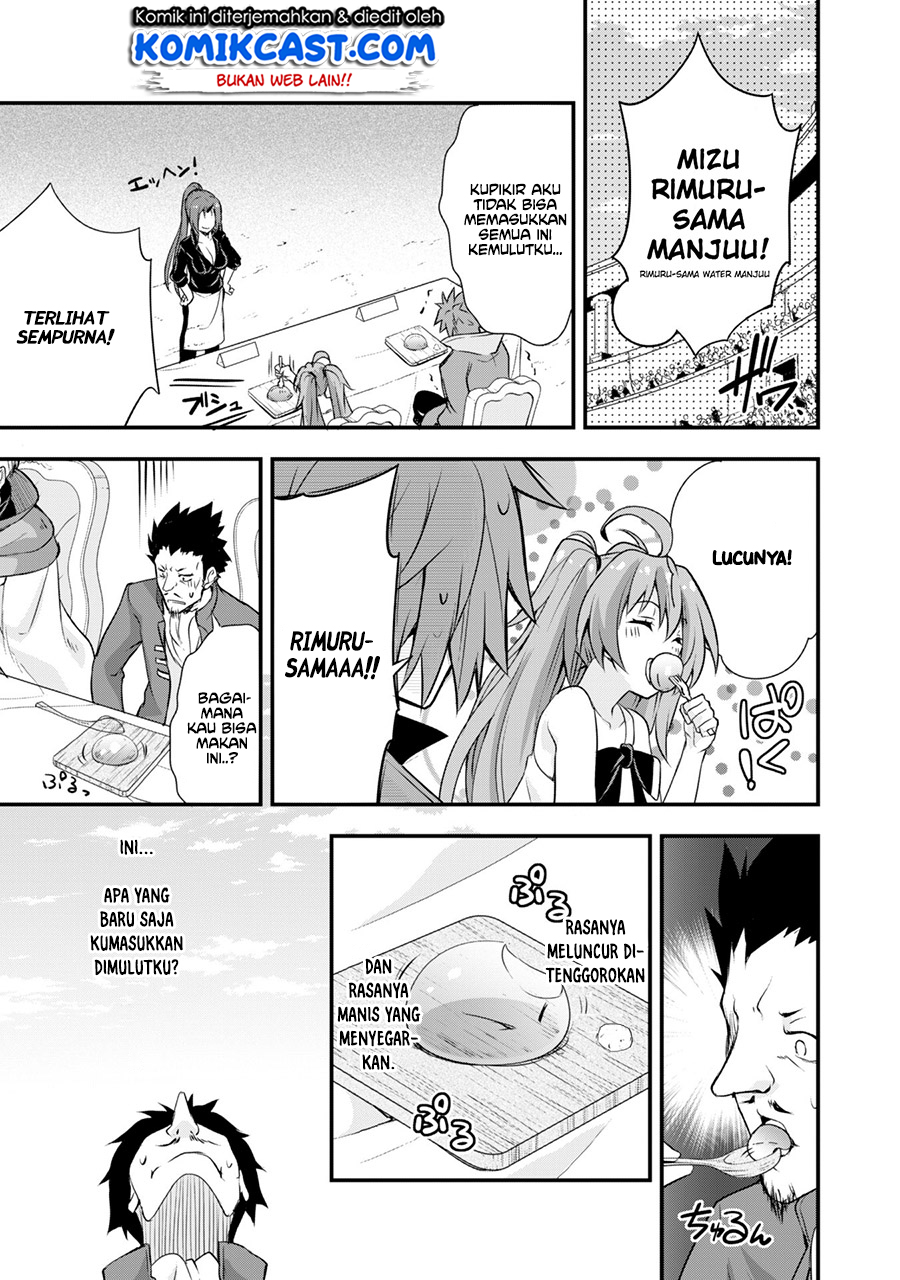 Komik ini diterjemahkan & diedit oleh
KOMIKCAST.COM
BUKAN WEB LAIN!!
MIZU
RIMURU-
SAMA
MANJUU!
RIMURU-SAMA WATER MANJUU
ザワ
KUPIKIR AKU
TIDAK BISA
MEMASUKKAN
SEMUA INI
KEMULUTKU...
エッヘン!
TERLIHAT
SEMPURNA!
ブシュ
LUCUNYA!
ぱく!
RIMURU-
SAMAAA!!
BAGAI-
MANA
KAU BISA
MAKAN
INI..?
ぷるっ
ちゅるん
ぷる
RASANYA
MELUNCUR DI-
TENGGOROKAN
DAN
RASANYA
MANIS YANG
MENYEGAR-
KAN.
ぷる
INI...
APA YANG
BARU SAJA
KUMASUKKAN
DIMULUTKU?